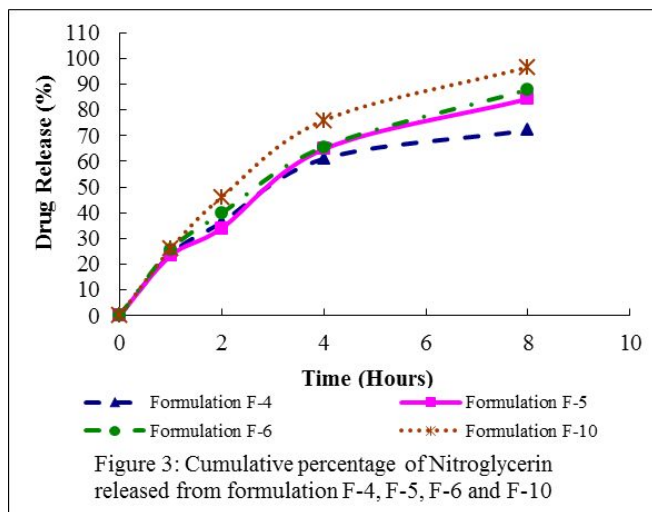 110
100
90
80
70
60
50
40
30
20
10
0
Drug Release (%)
0 2 4 6 8 10
Time (Hours)
Formulation F-4 Formulation F-5
Formulation F-6 Formulation F-10
Figure 3: Cumulative percentage of Nitroglycerin
released from formulation F-4, F-5, F-6 and F-10